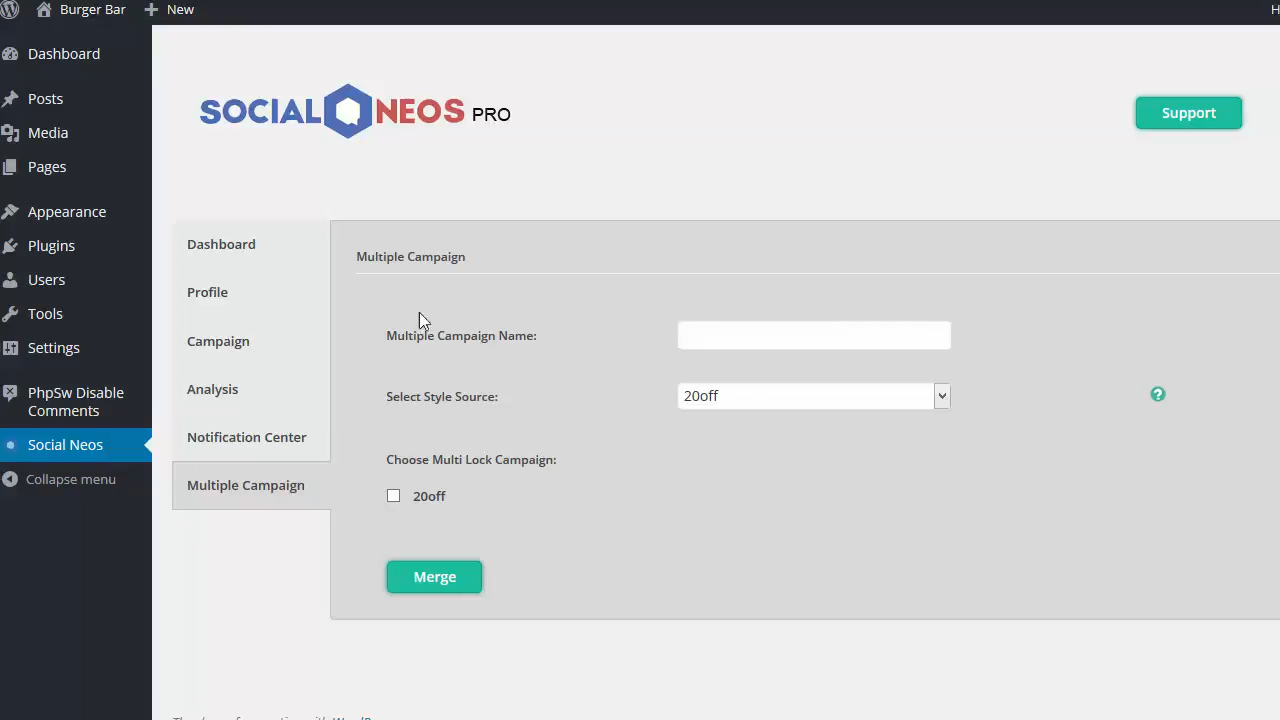 Burger Bar
New
H
Dashboard
Posts
Media
Pages
Appearance
Plugins
Users
Tools
Settings
PhpSw Disable
Comments
Social Neos
Collapse menu
SOCIAL NEOS PRO
Support
Dashboard
Profile
Campaign
Analysis
Notification Center
Multiple Campaign
Multiple Campaign
Multiple Campaign Name:
Select Style Source:
20off
?
Choose Multi Lock Campaign:
20off
Merge